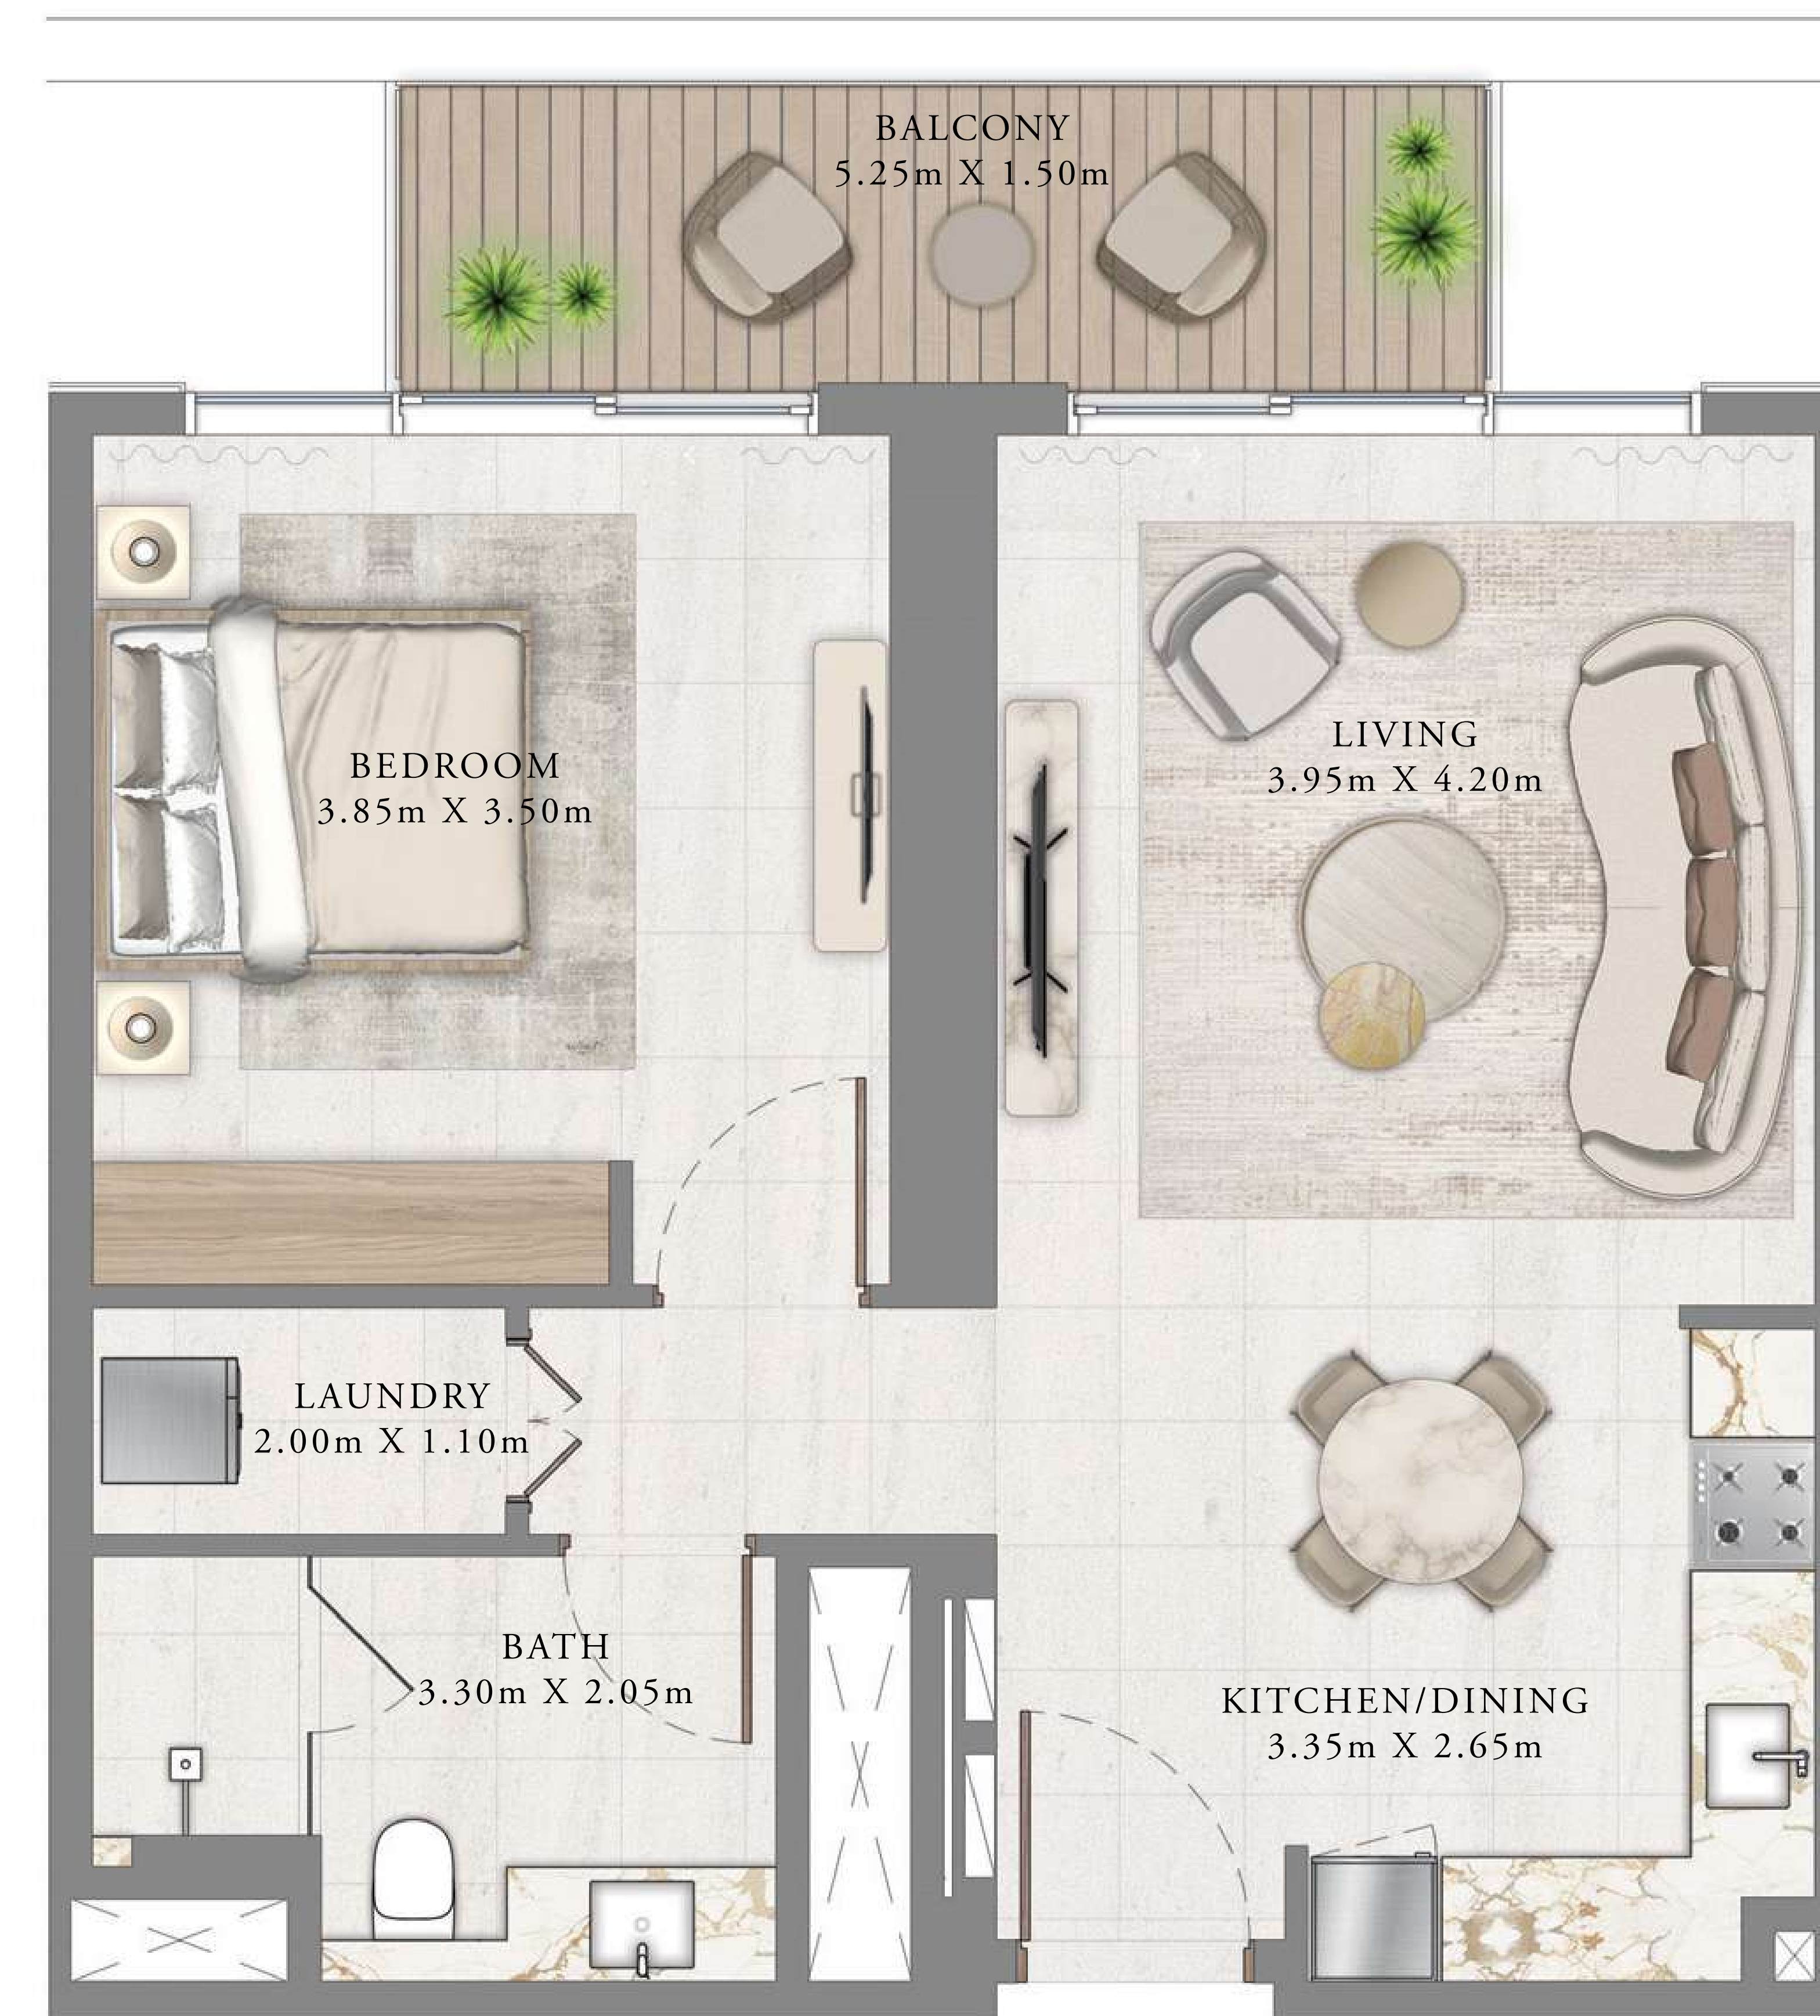 BALCONY
5.25m X 1.50m
BEDROOM
3.85m X 3.50m
LIVING
3.95m X 4.20m
LAUNDRY
2.00m X 1.10m
BATH
3.30m X 2.05m
KITCHEN/DINING
3.35m X 2.65m